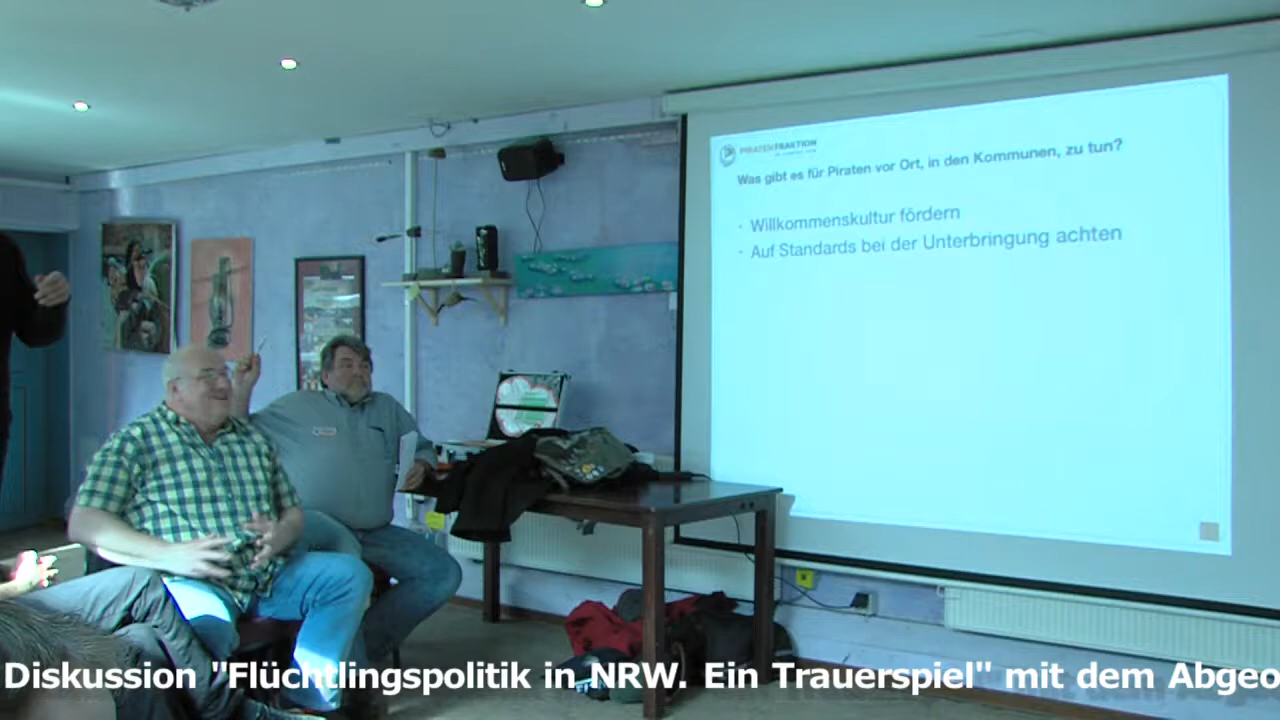 PIRATENFRAKTION
Was gibt es für Piraten vor Ort, in den Kommunen, zu tun?
· Willkommenskultur fördern
· Auf Standards bei der Unterbringung achten
Diskussion "Flüchtlingspolitik in NRW. Ein Trauerspiel" mit dem Abgeo